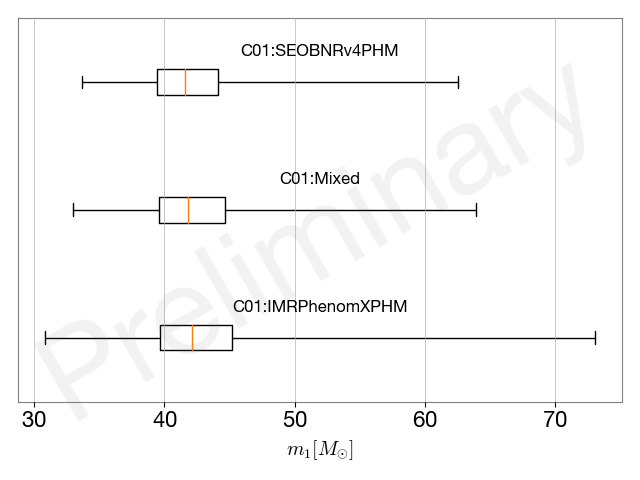 C01:SEOBNRv4PHM
C01:Mixed
C01:IMRPhenomXPHM
Preliminary
30 40 50 60 70
m₁[M☉]